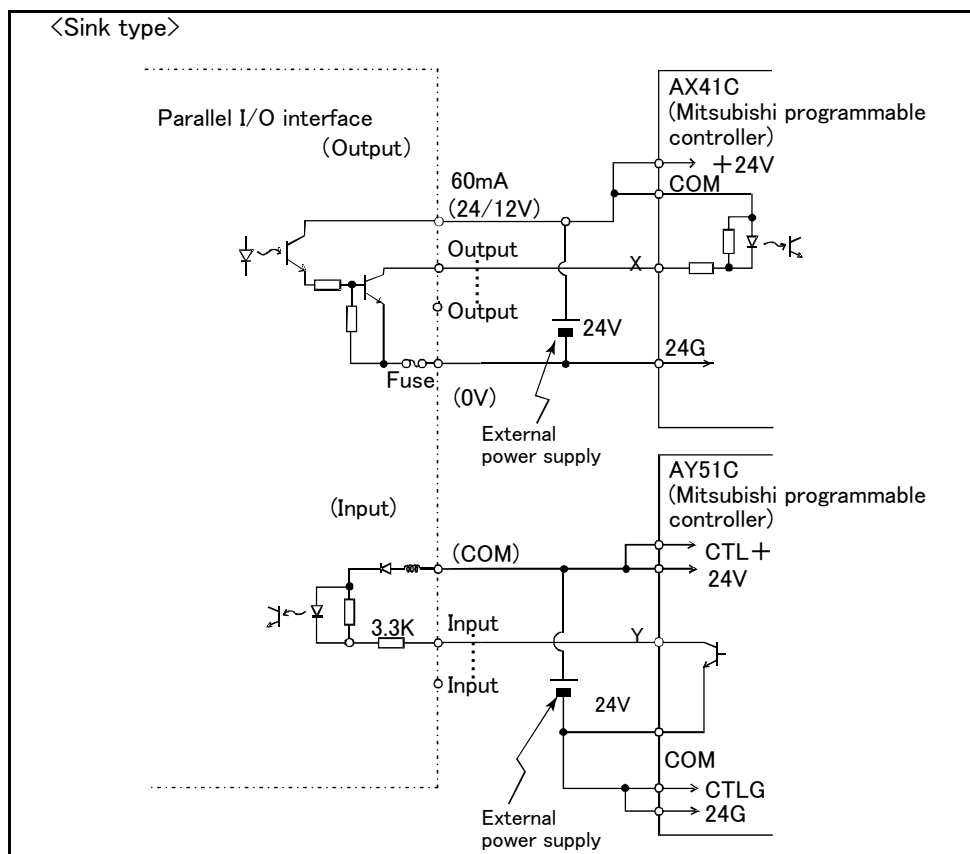 <Sink type>
Parallel I/O interface
(Output)
60mA
(24/12V)
Output
Output
Fuse
(0V)
24V
External
power supply
AX41C
(Mitsubishi programmable
controller)
+24V
COM
X
24G
(Input)
(COM)
3.3K
Input
Input
24V
External
power supply
AY51C
(Mitsubishi programmable
controller)
CTL+
24V
Y
COM
CTLG
24G